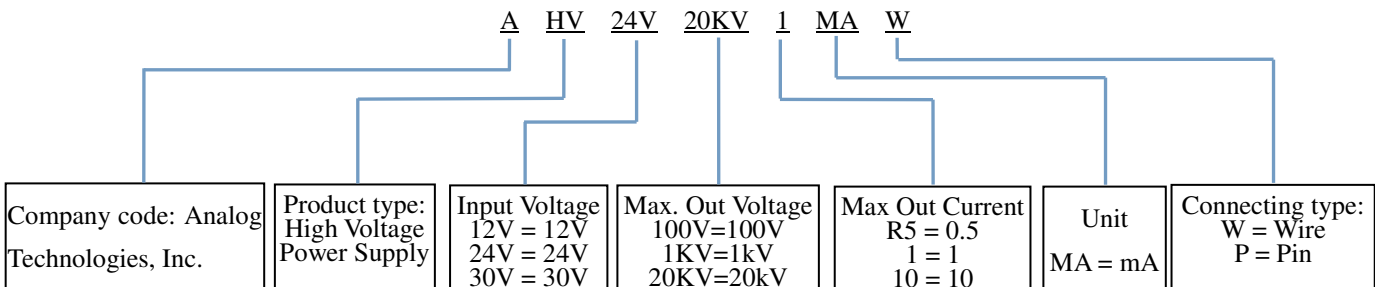 A HV 24V 20KV 1 MA W
Company code: Analog
Technologies, Inc.
Product type:
High Voltage
Power Supply
Input Voltage
12V = 12V
24V = 24V
30V = 30V
Max. Out Voltage
100V=100V
1KV=1kV
20KV=20kV
Max Out Current
R5 = 0.5
1 = 1
10 = 10
Unit
MA = mA
Connecting type:
W = Wire
P = Pin